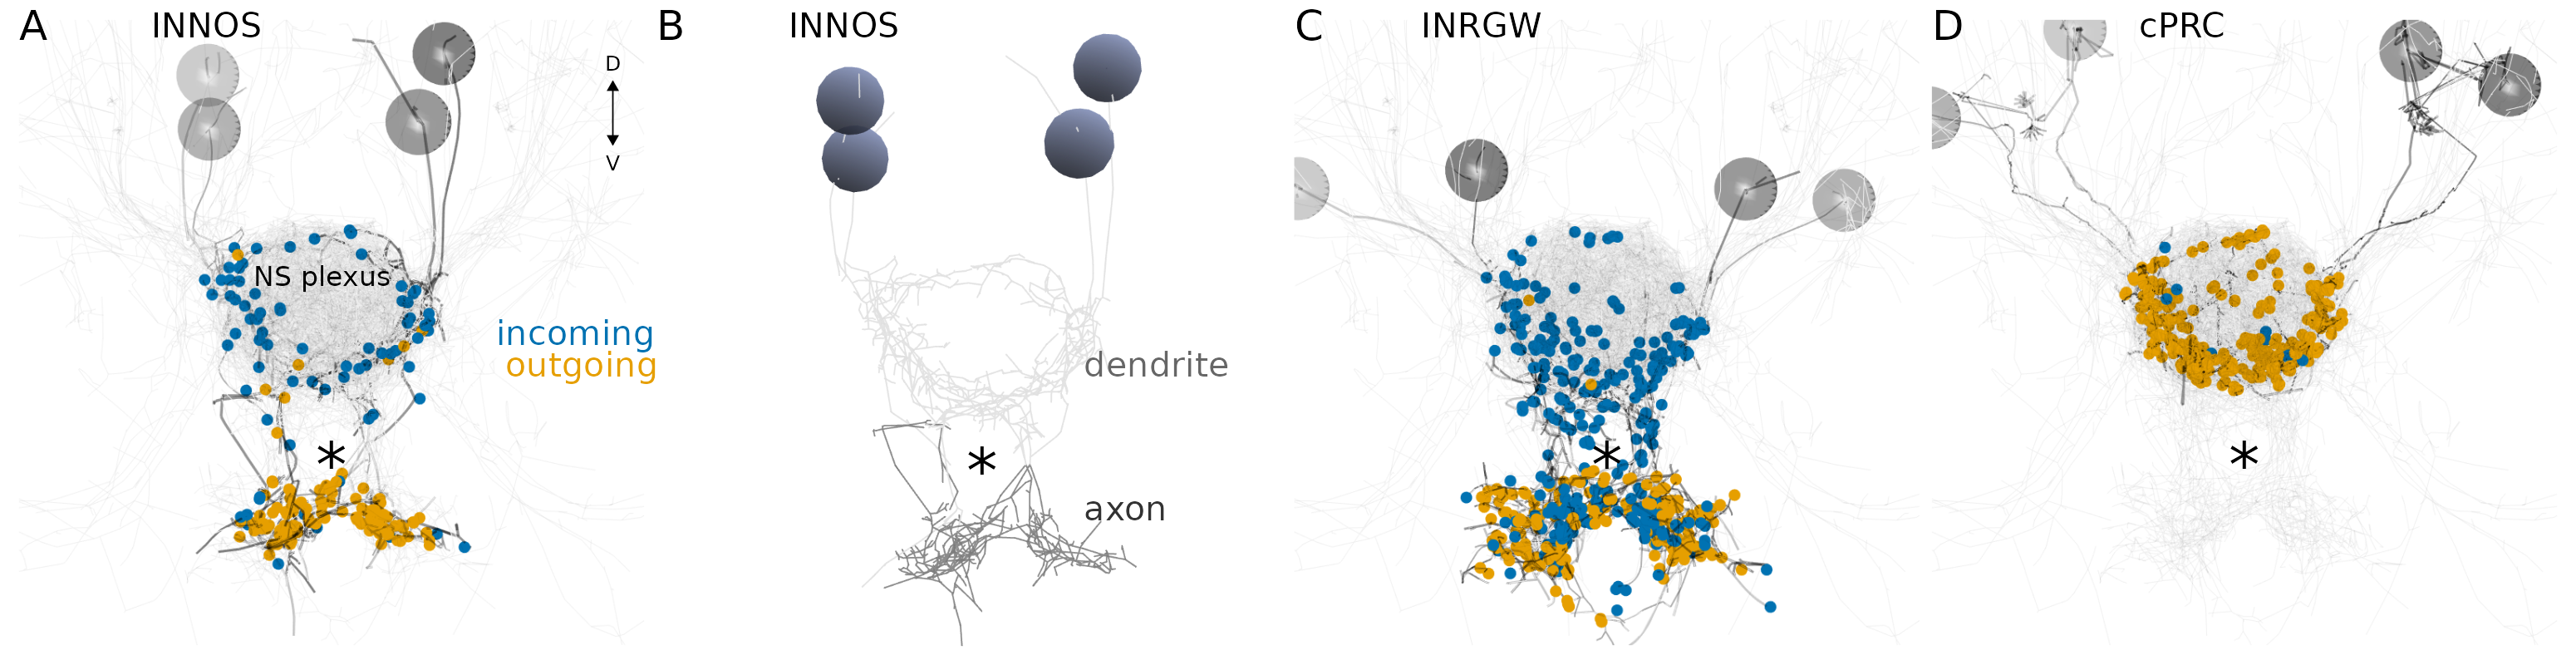 A
INNOS
D
V
NS plexus
incoming
outgoing
*
B
INNOS
dendrite
*
axon
C
INRGW
*
D
cPRC
*